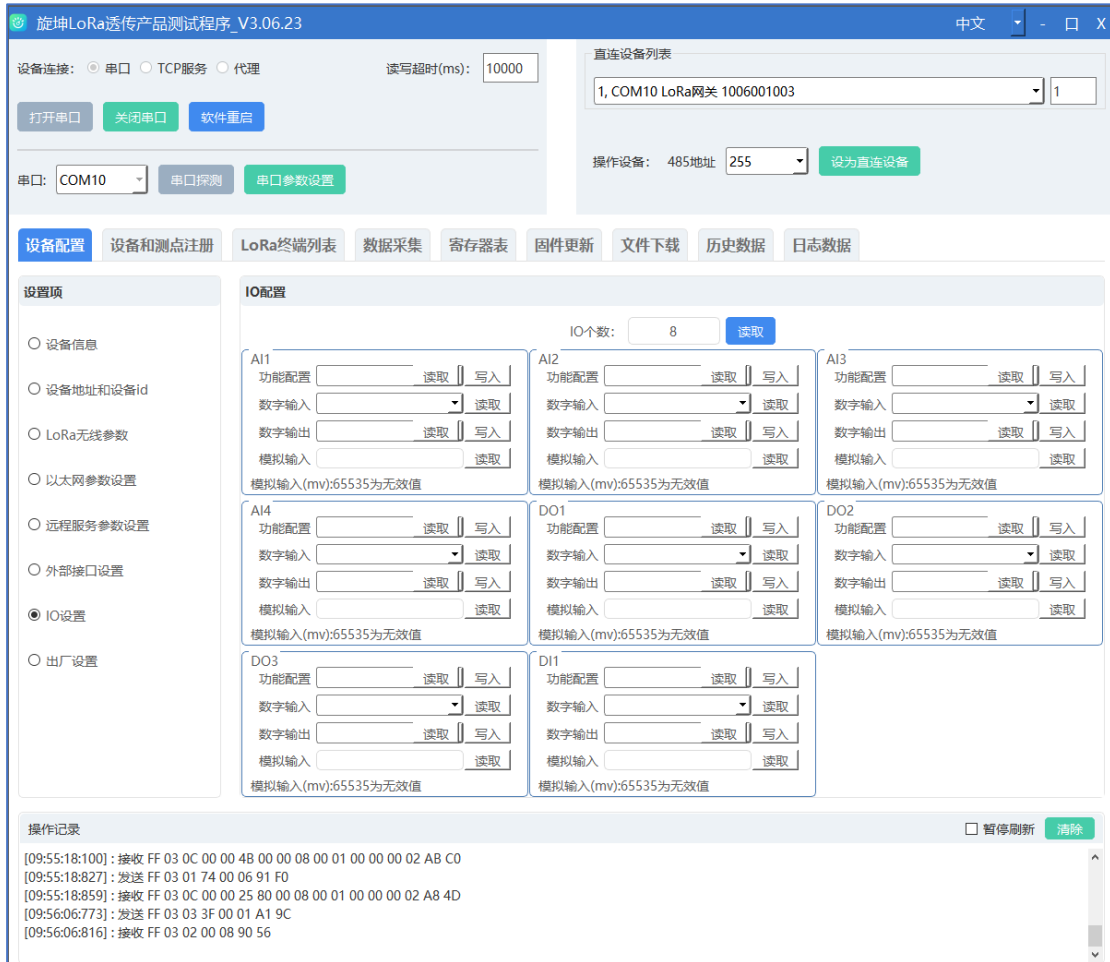 旋坤LoRa透传产品测试程序_V3.06.23 中文 - 口 X
设备连接: 串口 TCP服务 代理 读写超时(ms): 10000
直连设备列表
1, COM10 LoRa网关 1006001003 1
打开串口 关闭串口 软件重启
操作设备: 485地址 255 设为直连设备
串口: COM10 串口探测 串口参数设置
设备配置 设备和测点注册 LoRa终端列表 数据采集 寄存器表 固件更新 文件下载 历史数据 日志数据
设置项
设备信息
设备地址和设备id
LoRa无线参数
以太网参数设置
远程服务参数设置
外部接口设置
IO设置
出厂设置
IO配置
IO个数: 8 读取
AI1
功能配置 读取 写入
数字输入 读取
数字输出 读取 写入
模拟输入 读取
模拟输入(mv):65535为无效值
AI2
功能配置 读取 写入
数字输入 读取
数字输出 读取 写入
模拟输入 读取
模拟输入(mv):65535为无效值
AI3
功能配置 读取 写入
数字输入 读取
数字输出 读取 写入
模拟输入 读取
模拟输入(mv):65535为无效值
AI4
功能配置 读取 写入
数字输入 读取
数字输出 读取 写入
模拟输入 读取
模拟输入(mv):65535为无效值
DO1
功能配置 读取 写入
数字输入 读取
数字输出 读取 写入
模拟输入 读取
模拟输入(mv):65535为无效值
DO2
功能配置 读取 写入
数字输入 读取
数字输出 读取 写入
模拟输入 读取
模拟输入(mv):65535为无效值
DO3
功能配置 读取 写入
数字输入 读取
数字输出 读取 写入
模拟输入 读取
模拟输入(mv):65535为无效值
DI1
功能配置 读取 写入
数字输入 读取
数字输出 读取 写入
模拟输入 读取
模拟输入(mv):65535为无效值
操作记录 暂停刷新 清除
[09:55:18:100] : 接收 FF 03 0C 00 00 4B 00 00 08 00 01 00 00 00 02 AB C0
[09:55:18:827] : 发送 FF 03 01 74 00 06 91 F0
[09:55:18:859] : 接收 FF 03 0C 00 00 25 80 00 08 00 01 00 00 00 02 A8 4D
[09:56:06:773] : 发送 FF 03 03 3F 00 01 A1 9C
[09:56:06:816] : 接收 FF 03 02 00 08 90 56